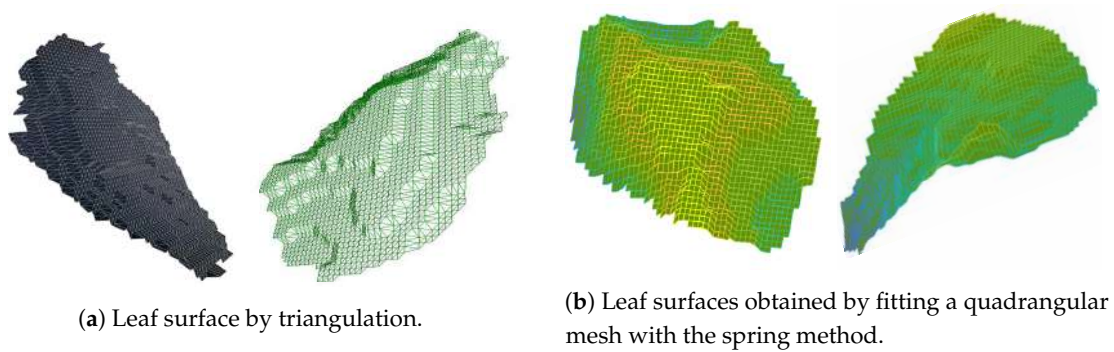 (a) Leaf surface by triangulation.
(b) Leaf surfaces obtained by fitting a quadrangular
mesh with the spring method.